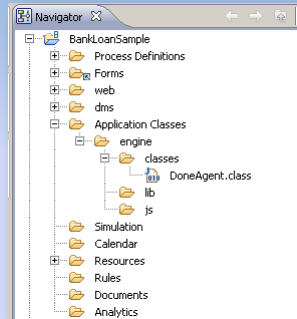 Navigator
BankLoanSample
Process Definitions
Forms
web
dms
Application Classes
engine
classes
DoneAgent.class
lib
js
Simulation
Calendar
Resources
Rules
Documents
Analytics